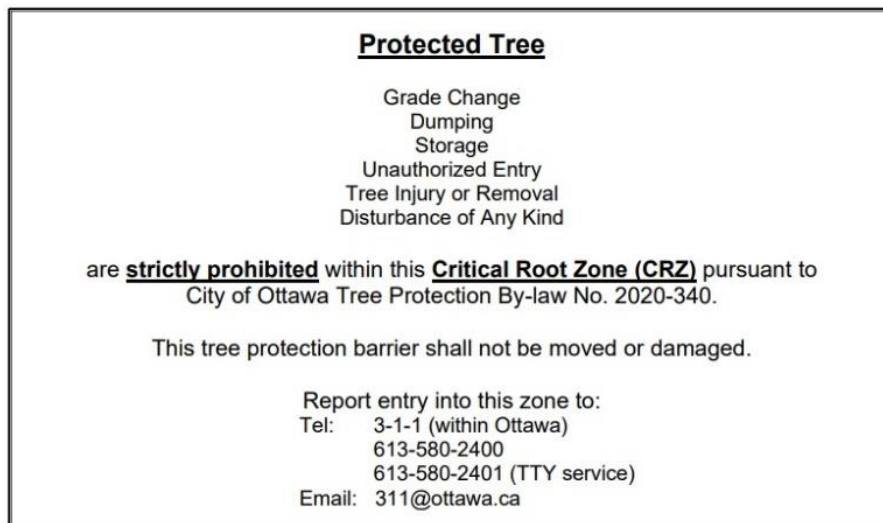 Protected Tree
Grade Change
Dumping
Storage
Unauthorized Entry
Tree Injury or Removal
Disturbance of Any Kind
are strictly prohibited within this Critical Root Zone (CRZ) pursuant to
City of Ottawa Tree Protection By-law No. 2020-340.
This tree protection barrier shall not be moved or damaged.
Report entry into this zone to:
Tel: 3-1-1 (within Ottawa)
613-580-2400
613-580-2401 (TTY service)
Email: 311@ottawa.ca